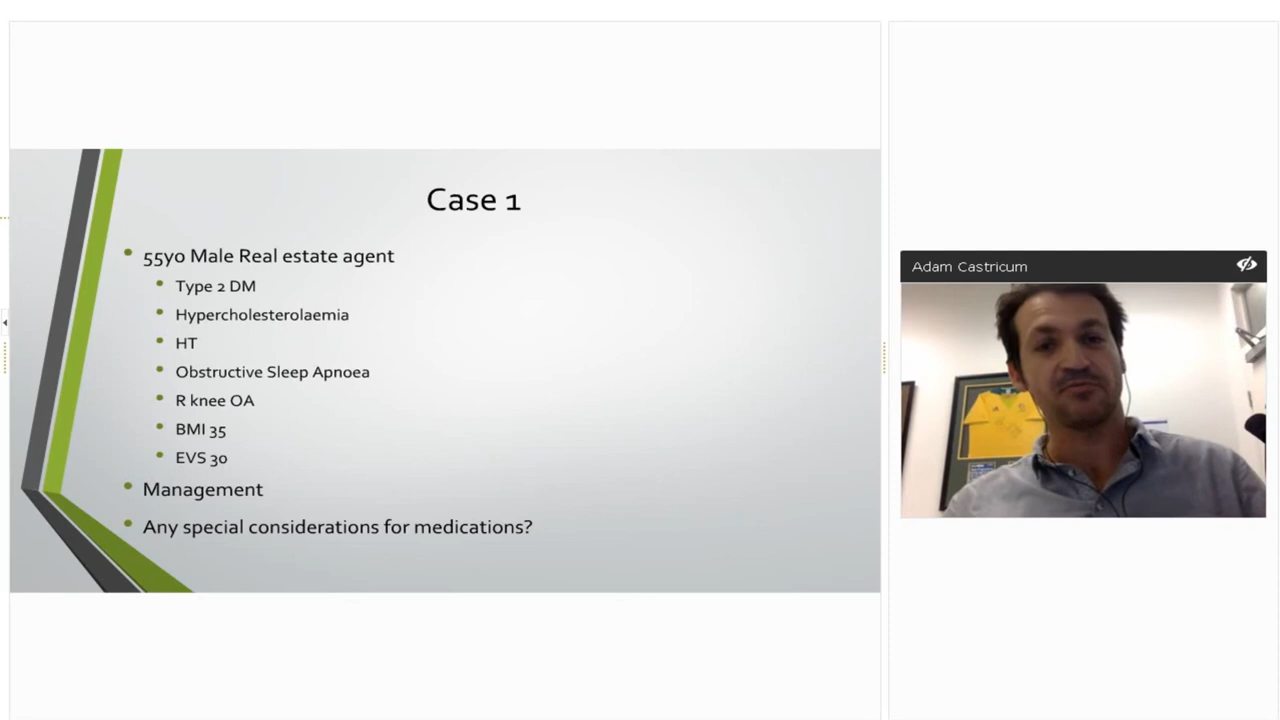 Case 1
55yo Male Real estate agent
Type 2 DM
Hypercholesterolaemia
HT
Obstructive Sleep Apnoea
R knee OA
BMI 35
EVS 30
Management
Any special considerations for medications?
Adam Castricum